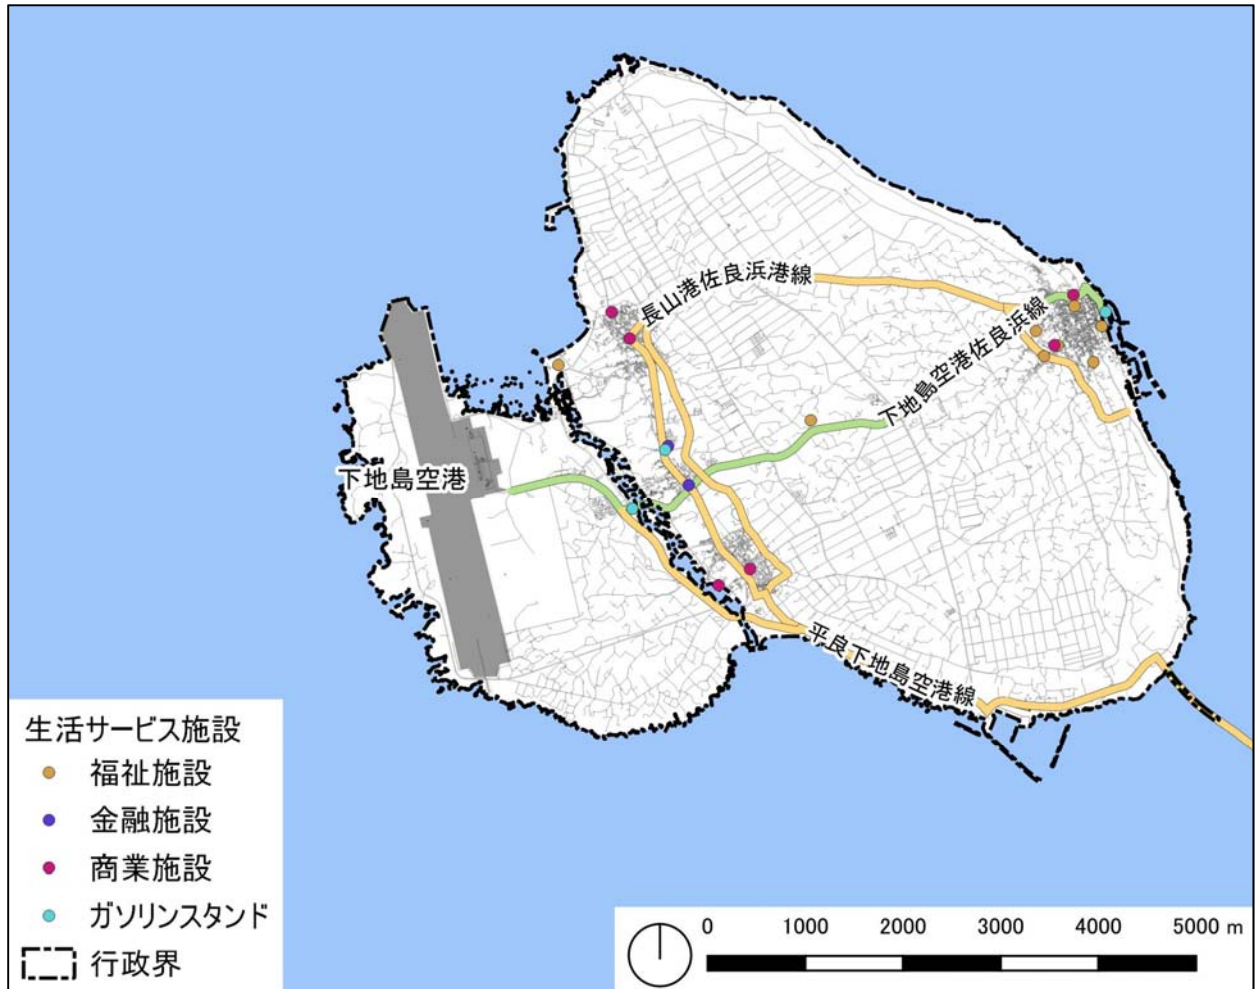 長山港佐良浜港線
下地島空港佐良浜線
下地島空港
平良下地島空港線
生活サービス施設
福祉施設
金融施設
商業施設
ガソリンスタンド
行政界
0 1000 2000 3000 4000 5000 m